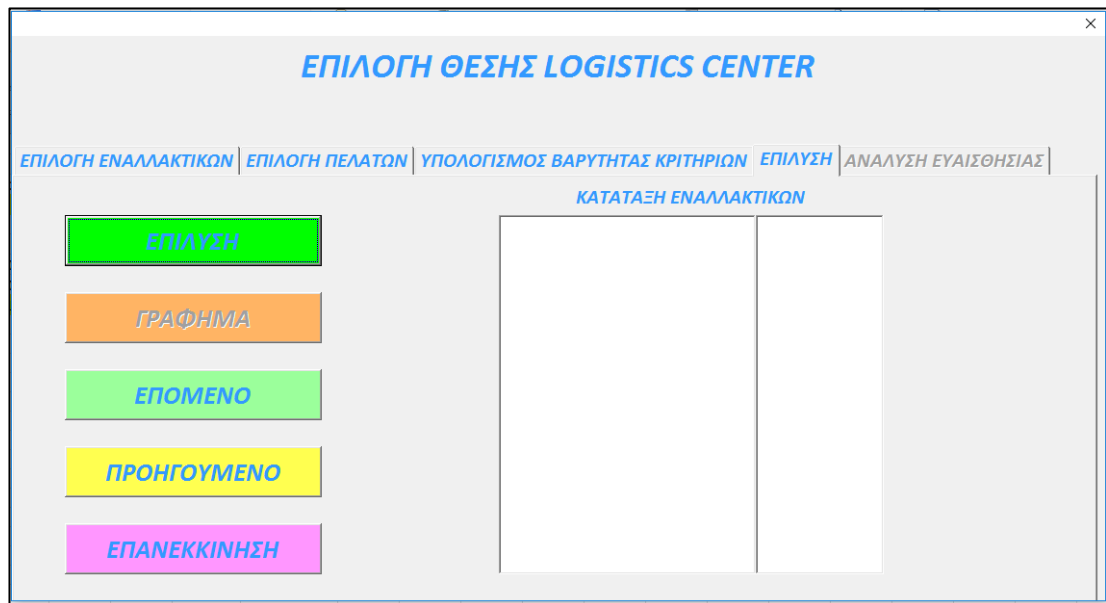 ΕΠΙΛΟΓΗ ΘΕΣΗΣ LOGISTICS CENTER
ΕΠΙΛΟΓΗ ΕΝΑΛΛΑΚΤΙΚΩΝ ΕΠΙΛΟΓΗ ΠΕΛΑΤΩΝ ΥΠΟΛΟΓΙΣΜΟΣ ΒΑΡΥΤΗΤΑΣ ΚΡΙΤΗΡΙΩΝ ΕΠΙΛΥΣΗ ΑΝΑΛΥΣΗ ΕΥΑΙΣΘΗΣΙΑΣ
ΚΑΤΑΤΑΞΗ ΕΝΑΛΛΑΚΤΙΚΩΝ
ΕΠΙΛΥΣΗ
ΓΡΑΦΗΜΑ
ΕΠΟΜΕΝΟ
ΠΡΟΗΓΟΥΜΕΝΟ
ΕΠΑΝΕΚΚΙΝΗΣΗ